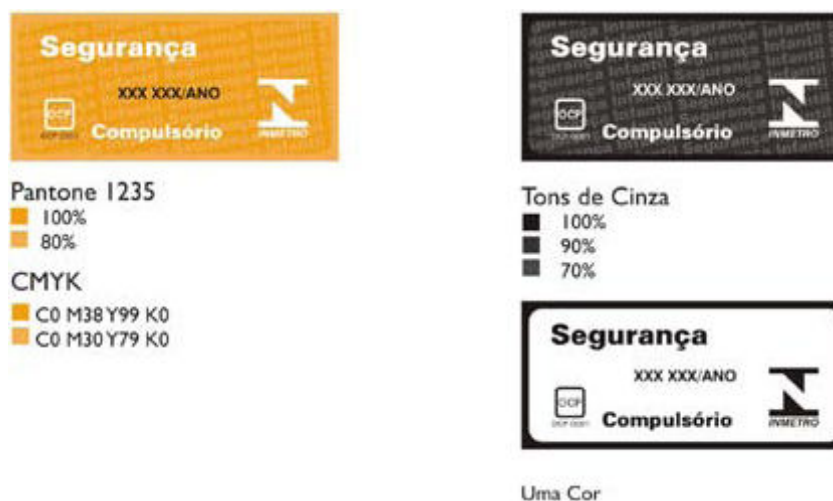 Segurança
XXX XXX/ANO
OCP
Compulsório
INMETRO
Pantone 1235
100%
80%
CMYK
C0 M38 Y99 K0
C0 M30 Y79 K0
Segurança
XXX XXX/ANO
OCP
Compulsório
INMETRO
Tons de Cinza
100%
90%
70%
Segurança
XXX XXX/ANO
OCP
OCP 0001
Compulsório
INMETRO
Uma Cor